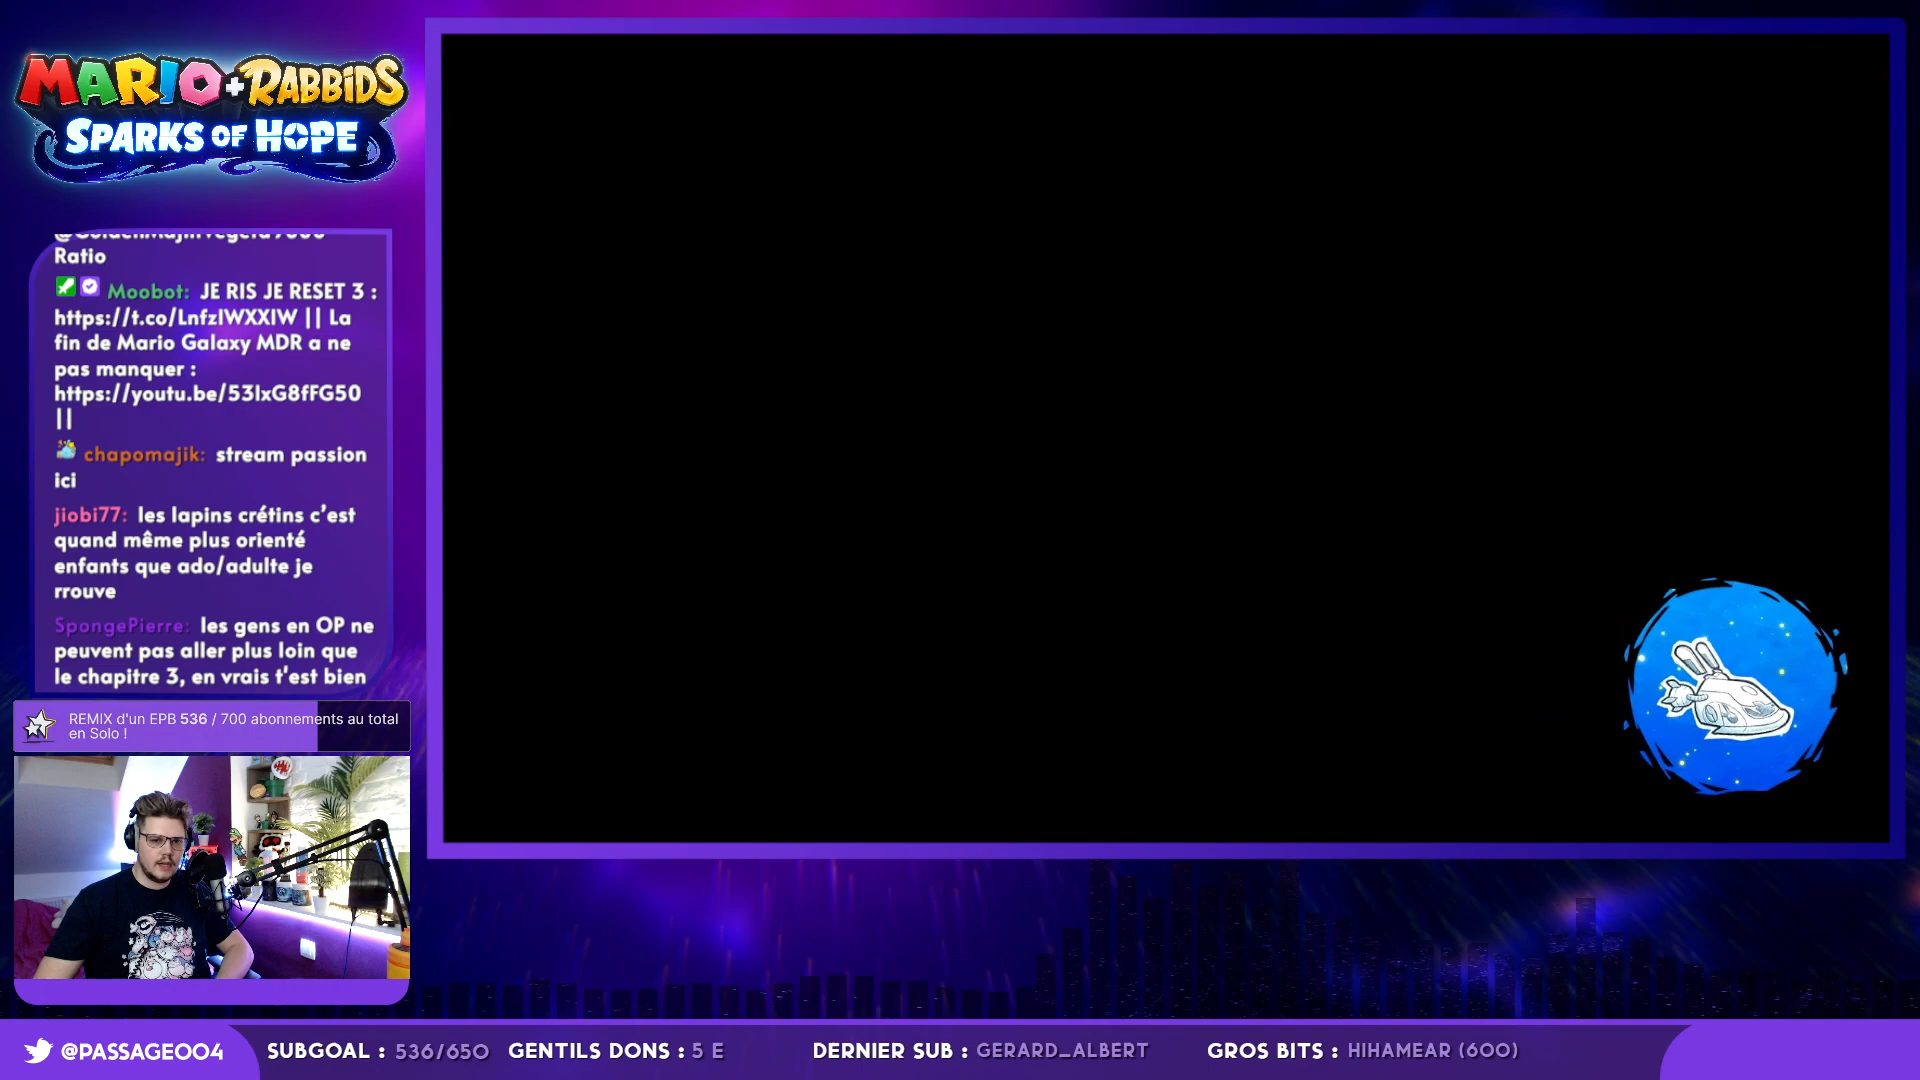 MARIO + RABBIDS
SPARKS OF HOPE
Ratio
Moobot: JE RIS JE RESET 3 :
https://t.co/LnfzIWXXIW || La
fin de Mario Galaxy MDR a ne
pas manquer :
https://youtu.be/53IxG8fFG50
||
chapomajik: stream passion
ici
jiobi77: les lapins crétins c'est
quand même plus orienté
enfants que ado/adulte je
rrouve
SpongePierre: les gens en OP ne
peuvent pas aller plus loin que
le chapitre 3, en vrais t'est bien
REMIX d'un EPB 536 / 700 abonnements au total
en Solo !
@PASSAGE004 SUBGOAL : 536/650 GENTILS DONS : 5 E DERNIER SUB : GERARD_ALBERT GROS BITS : HIHAMEAR (600)